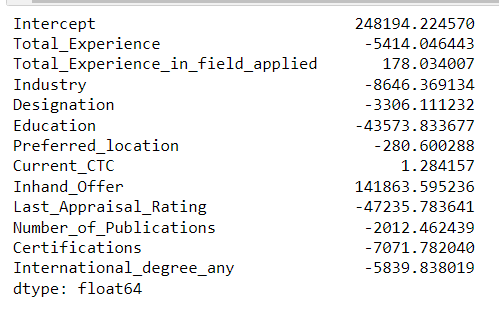 Intercept 248194.224570
Total_Experience -5414.046443
Total_Experience_in_field_applied 178.034007
Industry -8646.369134
Designation -3306.111232
Education -43573.833677
Preferred_location -280.600288
Current_CTC 1.284157
Inhand_Offer 141863.595236
Last_Appraisal_Rating -47235.783641
Number_of_Publications -2012.462439
Certifications -7071.782040
International_degree_any -5839.838019
dtype: float64